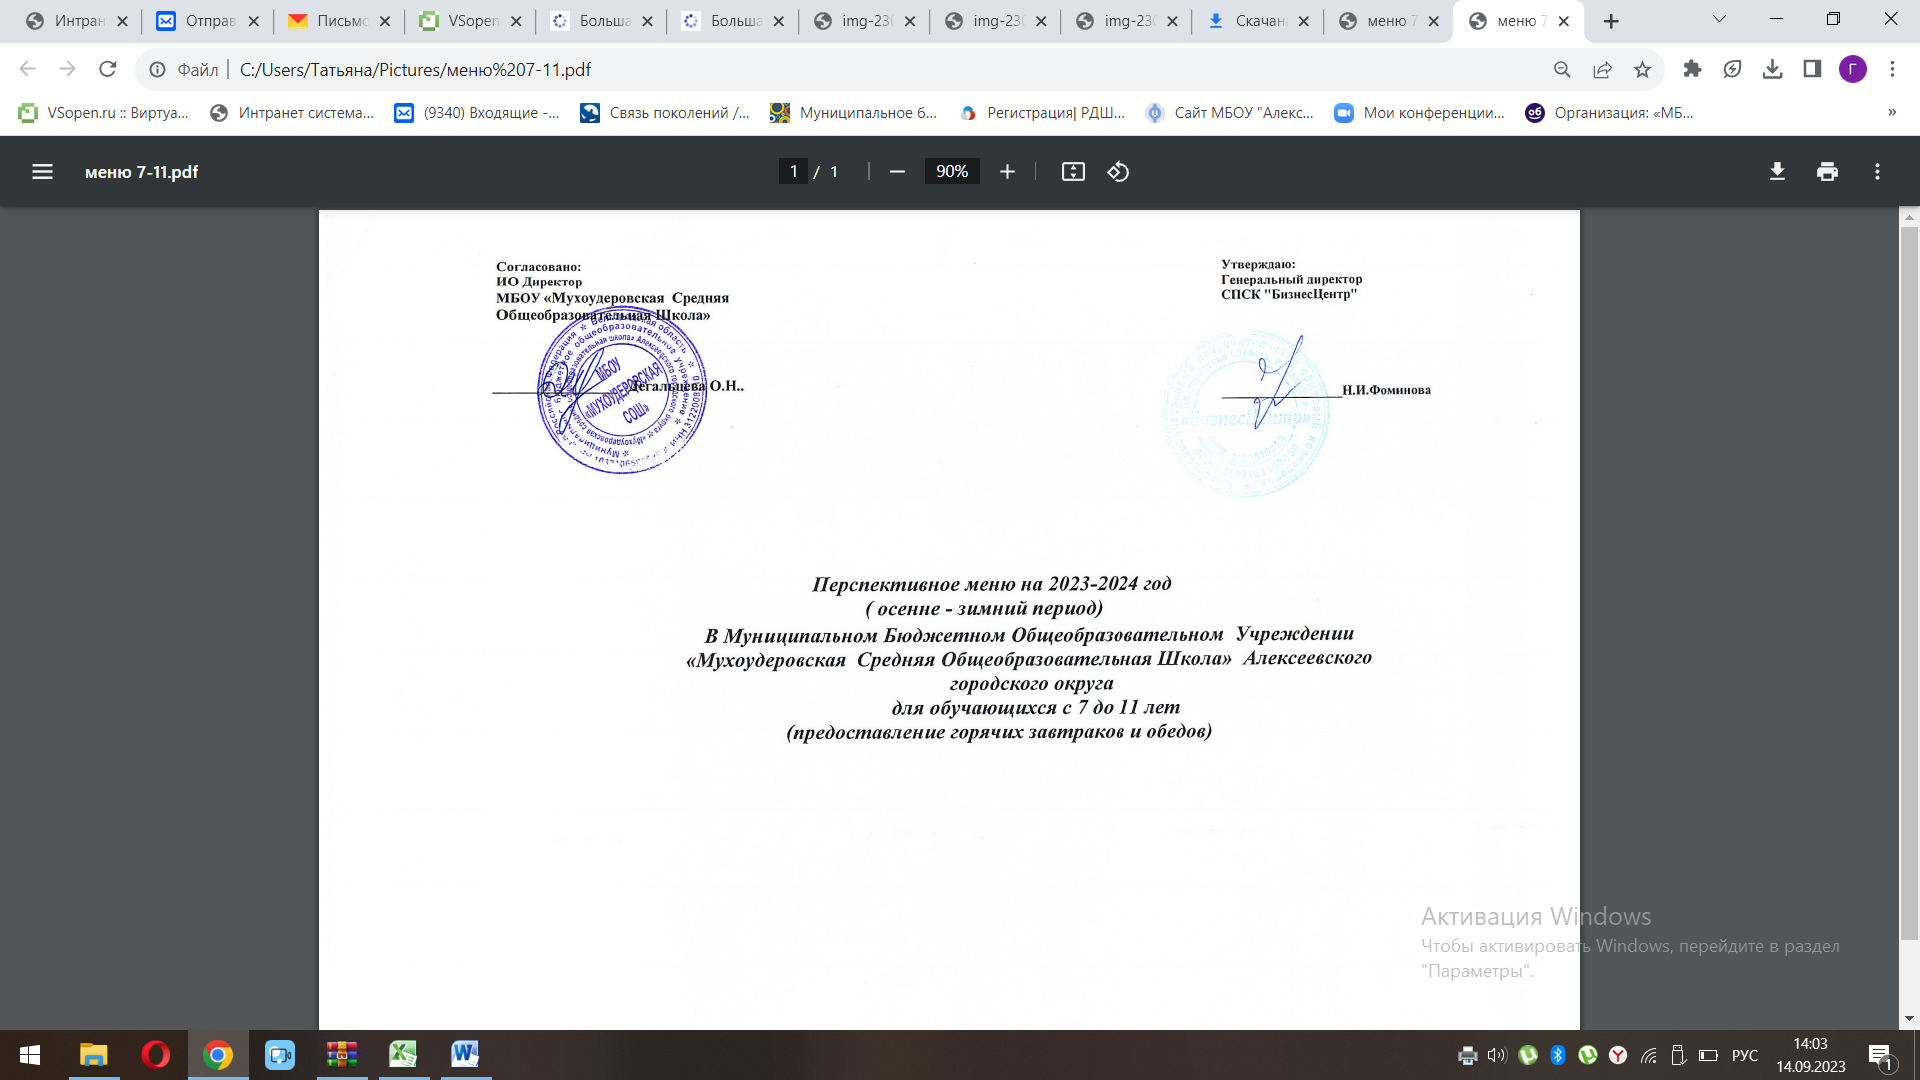 Интран
Отправ
Письмо
VSopen
Больша
Больша
img-230
img-230
img-230
Скачан
меню 7
меню 7
Файл
C:/Users/Татьяна/Pictures/меню%207-11.pdf
Г
VSopen.ru :: Виртуа...
Интранет система...
(9340) Входящие -...
Связь поколений /...
Муниципальное б...
Регистрация| РДШ...
Сайт МБОУ "Алекс...
Мои конференции...
Организация: «МБ...
»
меню 7-11.pdf
1 / 1
90%
Согласовано:
ИО Директор
МБОУ «Мухоудеровская Средняя
Общеобразовательная Школа»
Дегальцева О.Н..
МБОУ
«МУХОУДЕРОВСКАЯ
СОШ»
Утверждаю:
Генеральный директор
СПСК "БизнесЦентр"
Н.И.Фоминова
«БизнесЦентр»
Перспективное меню на 2023-2024 год
( осенне - зимний период)
В Муниципальном Бюджетном Общеобразовательном Учреждении
«Мухоудеровская Средняя Общеобразовательная Школа» Алексеевского
городского округа
для обучающихся с 7 до 11 лет
(предоставление горячих завтраков и обедов)
Активация Windows
Чтобы активировать Windows, перейдите в раздел
"Параметры".
РУС
14:03
14.09.2023
1